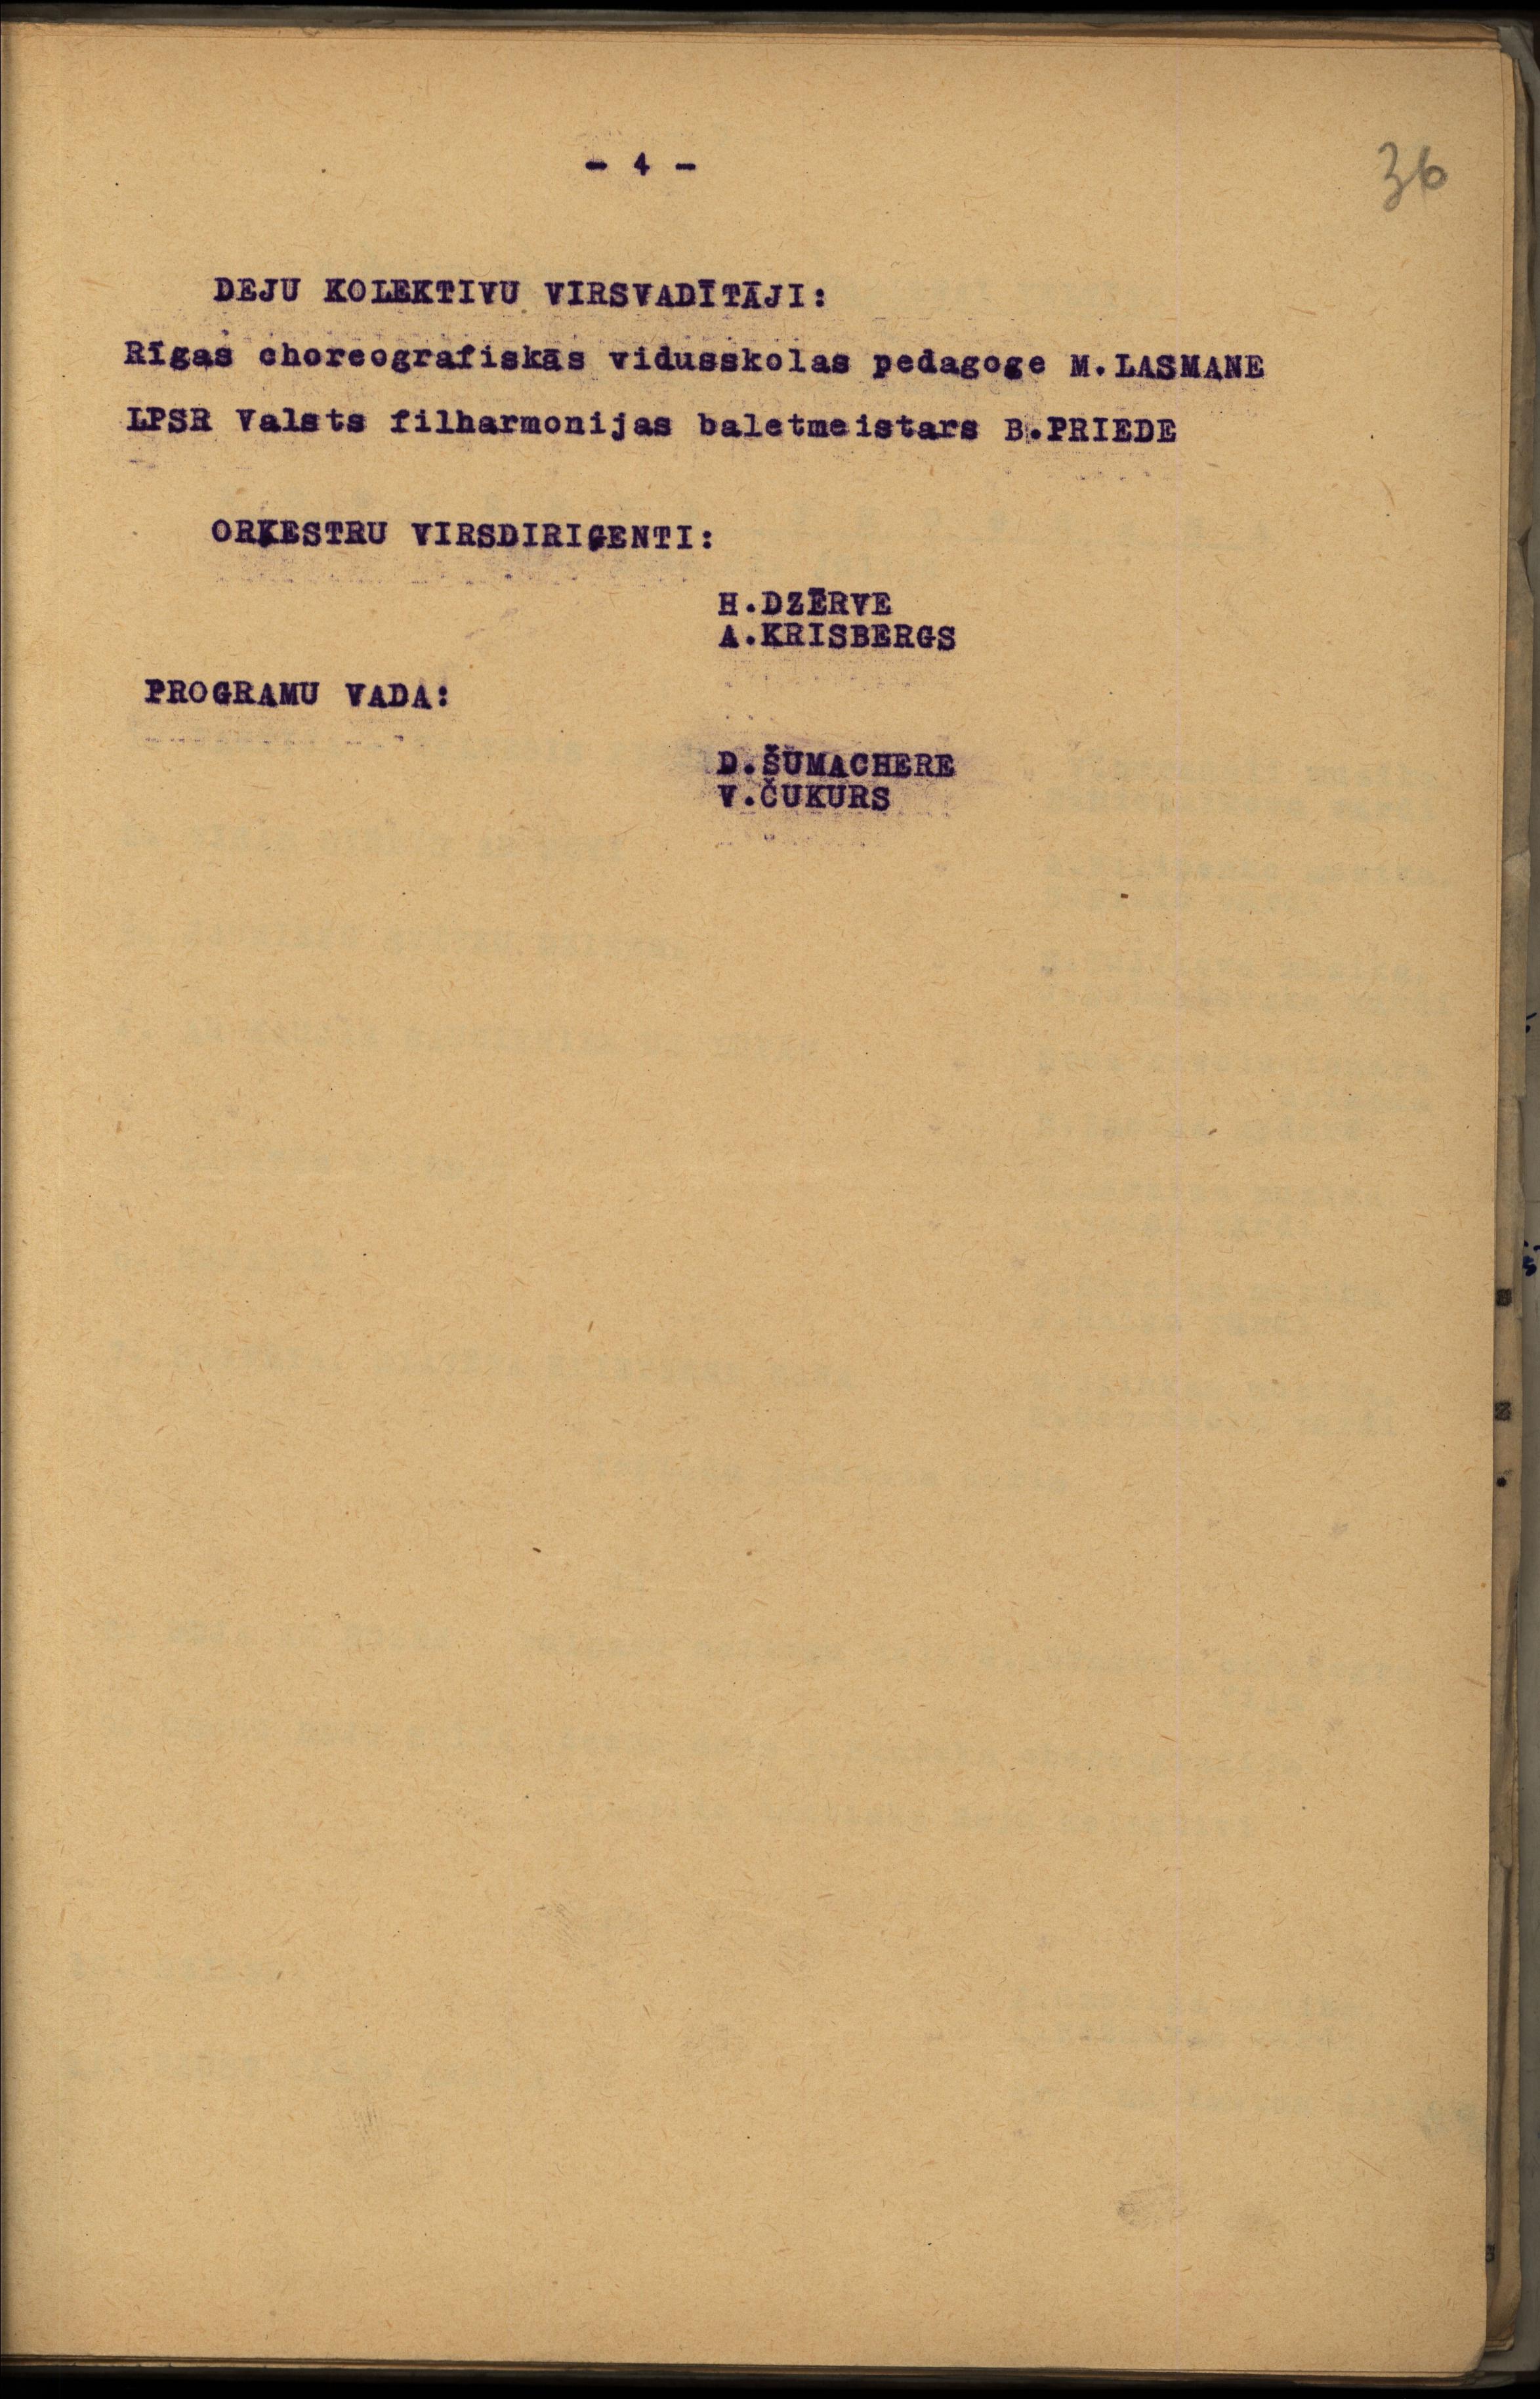 - 4 -
36
DEJU KOLEKTIVU VIRSVADĪTĀJI:
Rīgas choreografiskās vidusskolas pedagoge M.LASMANE
LPSR Valsts filharmonijas baletmeistars B.PRIEDE
ORĶESTRU VIRSDIRIĢENTI:
H.DZĒRVE
A.KRISBERGS
PROGRAMU VADA:
D.ŠUMACHERE
V.ČUKURS